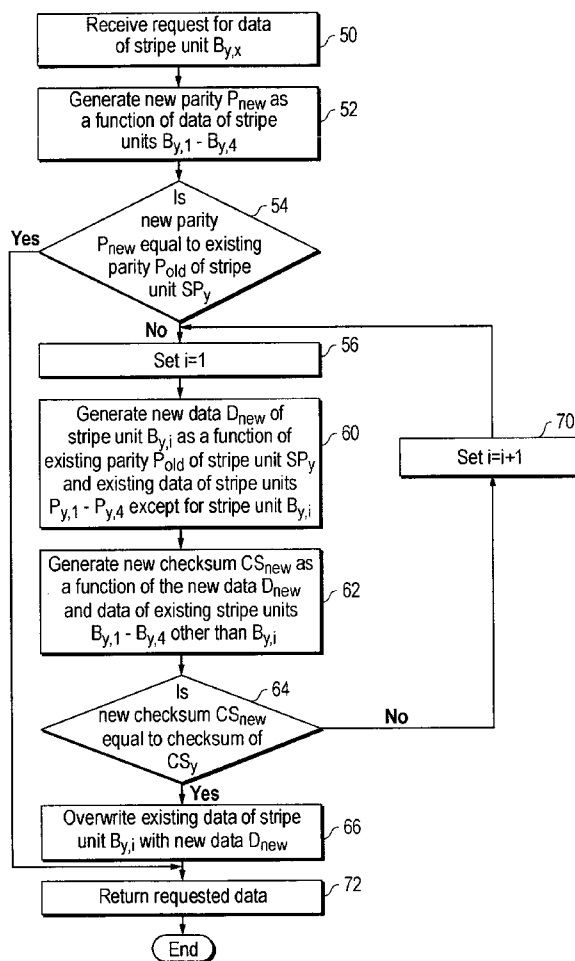 Receive request for data
of stripe unit By,x
50
Generate new parity Pnew as
a function of data of stripe
units By,1 - By,4
52
Is
new parity
Pnew equal to existing
parity Pold of stripe
unit SPy
54
Yes
No
Set i=1
56
Generate new data Dnew of
stripe unit By,i as a function of
existing parity Pold of stripe unit SPy
and existing data of stripe units
Py,1 - Py,4 except for stripe unit By,i
60
Set i=i+1
70
Generate new checksum CSnew as
a function of the new data Dnew
and data of existing stripe units
By,1 - By,4 other than By,i
62
Is
new checksum CSnew
equal to checksum of
CSy
64
No
Yes
Overwrite existing data of stripe
unit By,i with new data Dnew
66
Return requested data
72
End